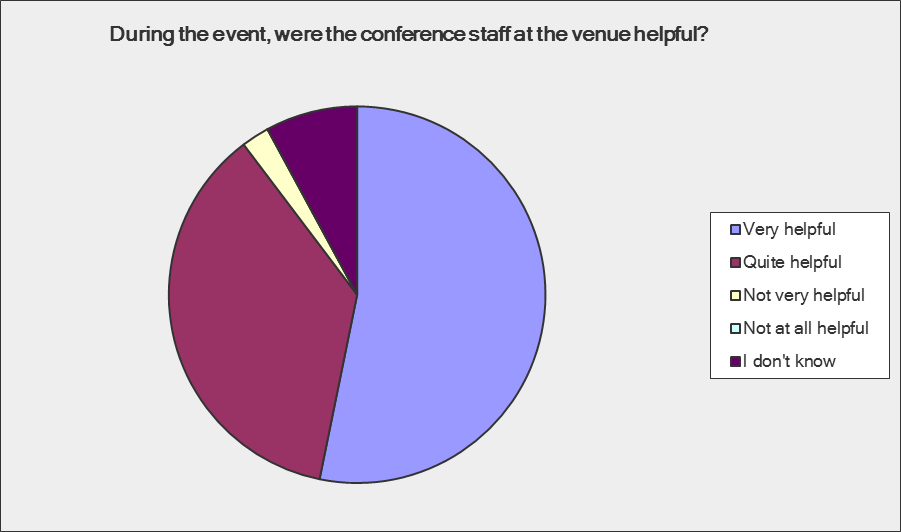 During the event, were the conference staff at the venue helpful?
Very helpful
Quite helpful
Not very helpful
Not at all helpful
I don't know